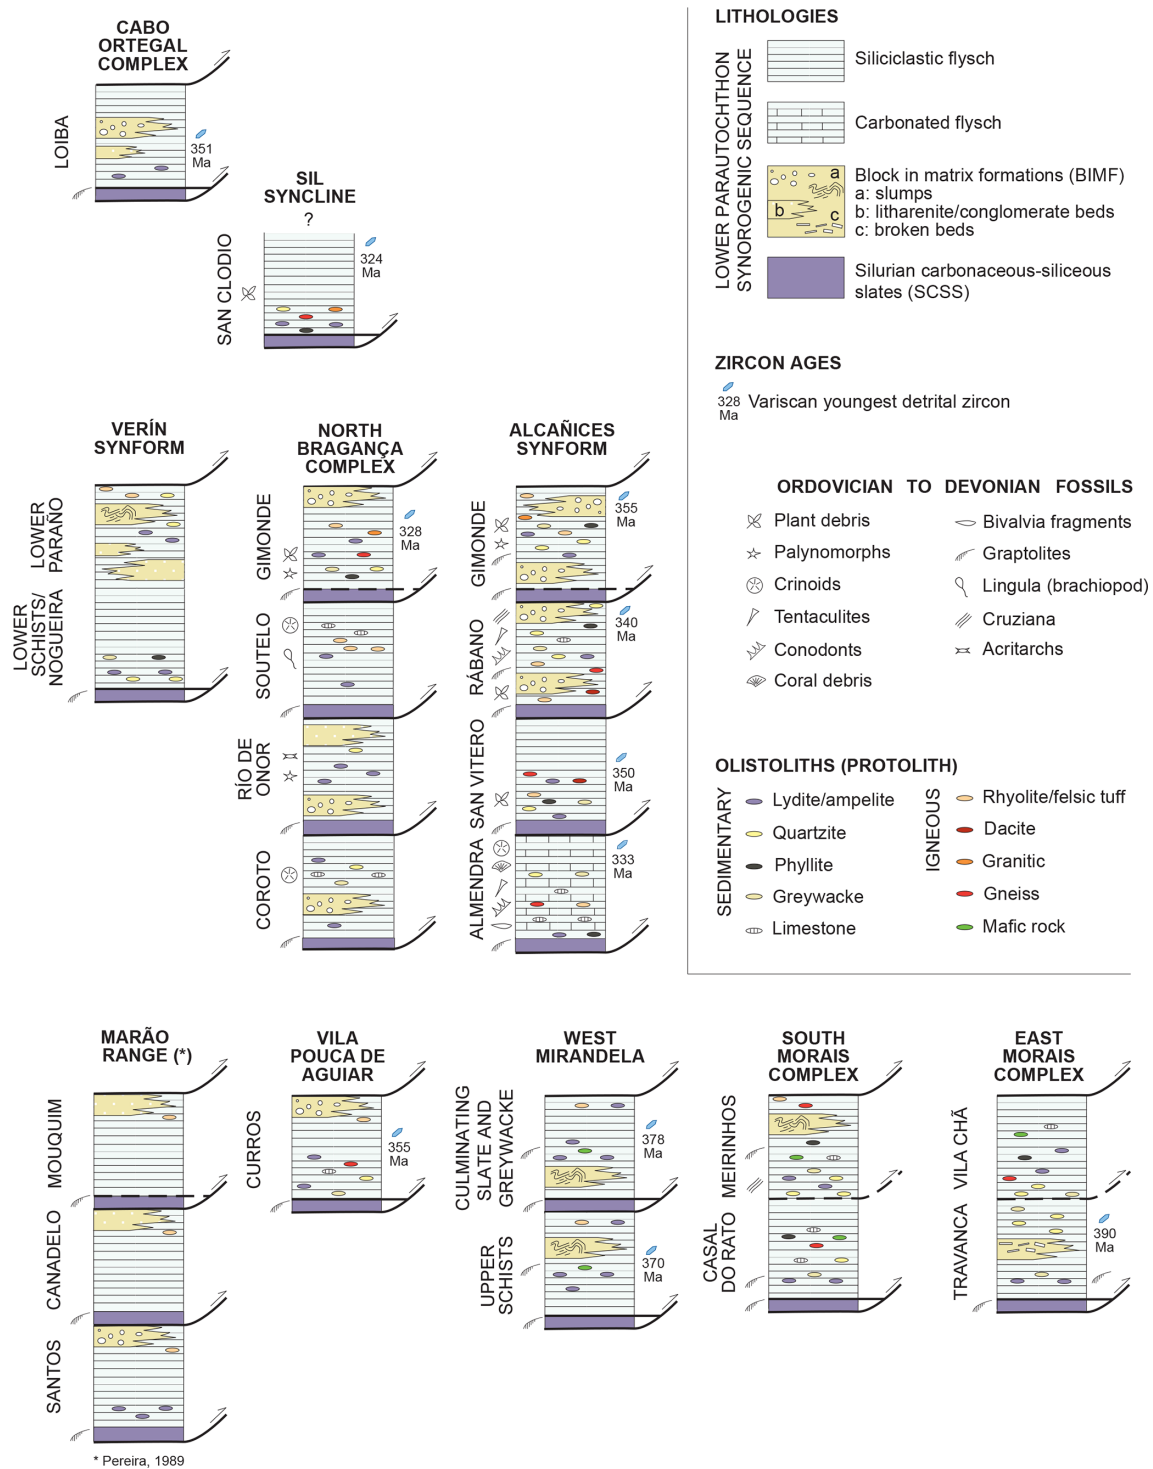 CABO
ORTEGAL
COMPLEX
LOIBA
351
Ma
SIL
SYNCLINE
?
SAN CLODIO
324
Ma
VERÍN
SYNFORM
LOWER
PARAÑO
LOWER
SCHISTS/
NOGUEIRA
NORTH
BRAGANÇA
COMPLEX
GIMONDE
328
Ma
SOUTELO
RÍO DE
ONOR
COROTO
ALCAÑICES
SYNFORM
GIMONDE
355
Ma
RÁBANO
340
Ma
SAN VITERO
350
Ma
ALMENDRA
333
Ma
LITHOLOGIES
LOWER PARAUTOCHTHON
SYNOROGENIC SEQUENCE
Siliciclastic flysch
Carbonated flysch
a
b
c
Block in matrix formations (BIMF)
a: slumps
b: litharenite/conglomerate beds
c: broken beds
Silurian carbonaceous-siliceous
slates (SCSS)
ZIRCON AGES
328
Ma
Variscan youngest detrital zircon
ORDOVICIAN TO DEVONIAN FOSSILS
Plant debris
Palynomorphs
Crinoids
Tentaculites
Conodonts
Coral debris
Bivalvia fragments
Graptolites
Lingula (brachiopod)
Cruziana
Acritarchs
OLISTOLITHS (PROTOLITH)
SEDIMENTARY
Lydite/ampelite
Quartzite
Phyllite
Greywacke
Limestone
IGNEOUS
Rhyolite/felsic tuff
Dacite
Granitic
Gneiss
Mafic rock
MARÃO
RANGE (*)
MOUQUIM
CANADELO
SANTOS
* Pereira, 1989
VILA
POUCA DE
AGUIAR
CURROS
355
Ma
WEST
MIRANDELA
CULMINATING
SLATE AND
GREYWACKE
378
Ma
UPPER
SCHISTS
370
Ma
SOUTH
MORAIS
COMPLEX
MEIRINHOS
CASAL
DO RATO
EAST
MORAIS
COMPLEX
VILA CHÃ
TRAVANCA
390
Ma